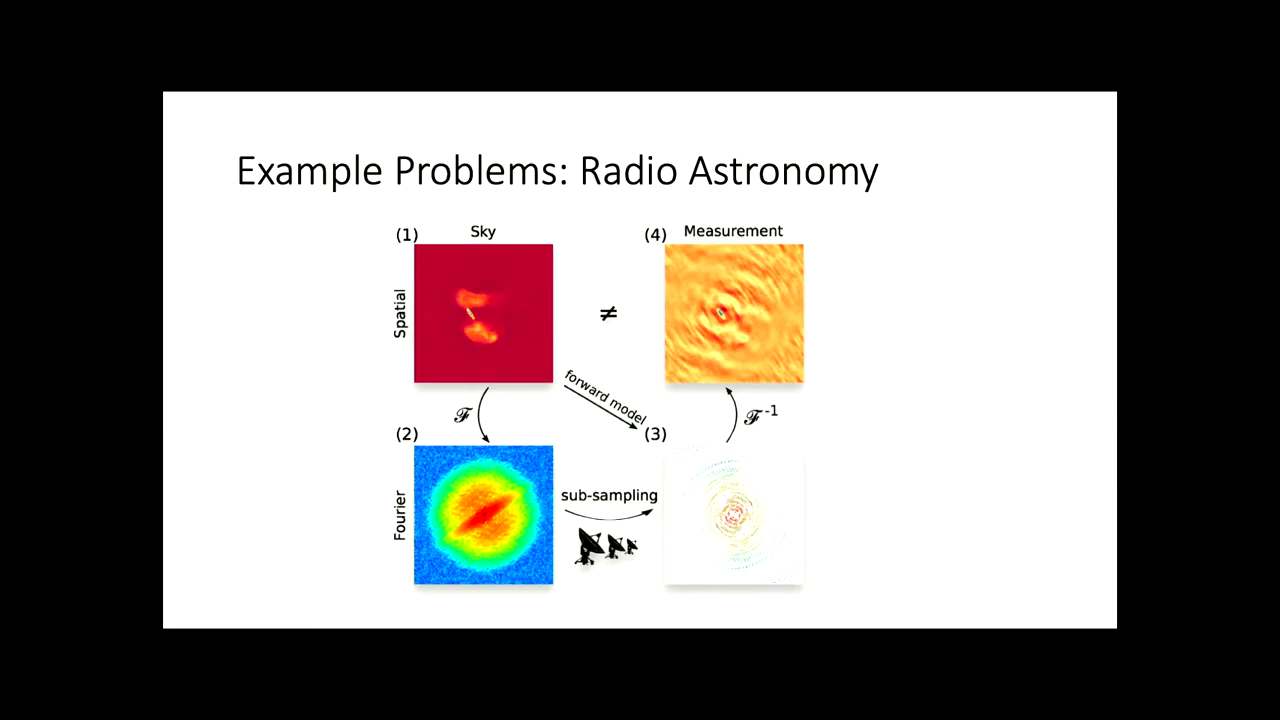 Example Problems: Radio Astronomy
(1) Sky
(4) Measurement
Spatial
≠
forward model
ℱ
ℱ-1
(2)
(3)
Fourier
sub-sampling